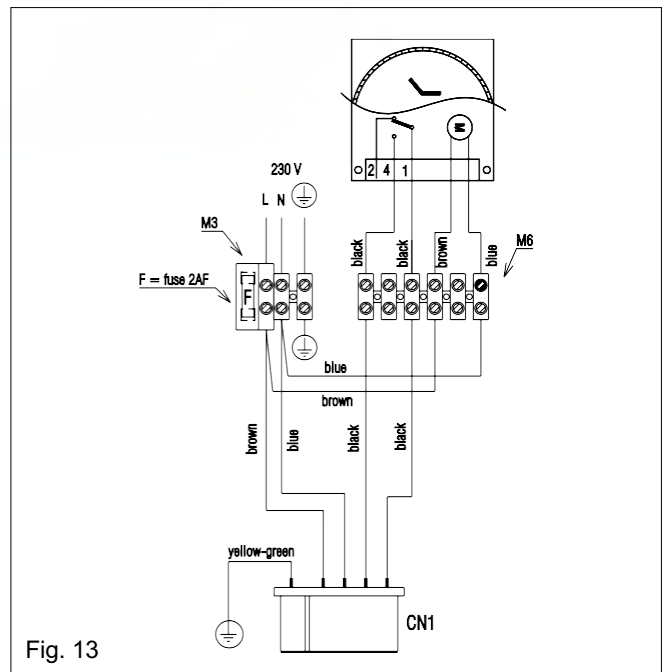 M
2 4 1
230 V
L N
M3
F = fuse 2AF
F
black
black
brown
blue
M6
blue
brown
brown
blue
black
black
yellow-green
CN1
Fig. 13